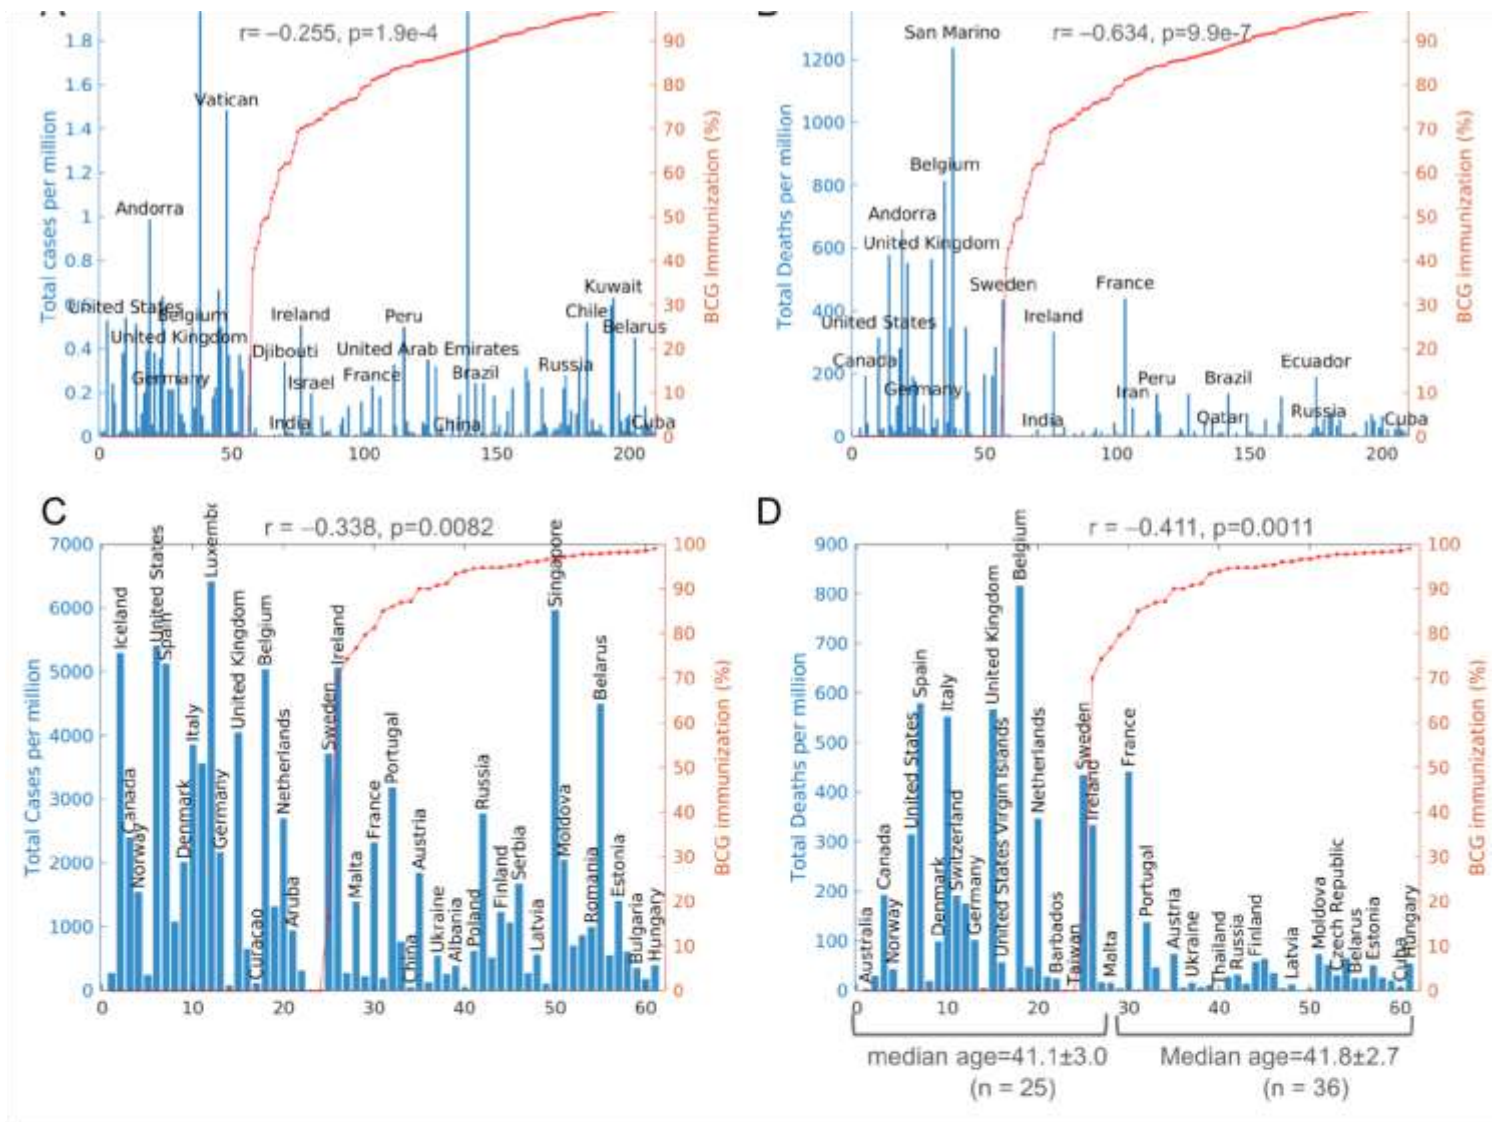 r= −0.255, p=1.9e-4
1.8
1.6
1.4
1.2
1
0.8
0.4
0.2
0
Total cases per million
Vatican
Andorra
United States
Belgium
United Kingdom
Germany
Djibouti
Ireland
Israel
India
France
Peru
United Arab Emirates
China
Brazil
Russia
Chile
Kuwait
Belarus
Cuba
0 50 100 150 200
90
80
70
60
50
40
30
20
10
0
BCG Immunization (%)
B
r= −0.634, p=9.9e-7
1200
1000
800
600
400
200
0
Total Deaths per million
San Marino
Belgium
Andorra
United Kingdom
Sweden
United States
Canada
Germany
Ireland
India
France
Iran
Peru
Brazil
Qatar
Ecuador
Russia
Cuba
0 50 100 150 200
90
80
70
60
50
40
30
20
10
0
BCG immunization (%)
C
r = −0.338, p=0.0082
7000
6000
5000
4000
3000
2000
1000
0
Total Cases per million
Iceland
Canada
Norway
United States
Spain
Denmark
Italy
Luxembo
Germany
United Kingdom
Curacao
Belgium
Netherlands
Aruba
Sweden
Ireland
Malta
France
Portugal
China
Austria
Ukraine
Albania
Poland
Russia
Finland
Serbia
Latvia
Singapore
Moldova
Romania
Belarus
Estonia
Bulgaria
Hungary
0 10 20 30 40 50 60
100
90
80
70
60
50
40
30
20
10
0
BCG immunization (%)
D
r = −0.411, p=0.0011
900
800
700
600
500
400
300
200
100
0
Total Deaths per million
Australia
Canada
Norway
United States
Spain
Denmark
Italy
Switzerland
Germany
United Kingdom
United States Virgin Islands
Belgium
Netherlands
Barbados
Taiwan
Sweden
Ireland
Malta
France
Portugal
Austria
Ukraine
Thailand
Russia
Finland
Latvia
Moldova
Czech Republic
Belarus
Estonia
Cuba
Hungary
0 10 20 30 40 50 60
100
90
80
70
60
50
40
30
20
10
0
BCG immunization (%)
median age=41.1±3.0
(n = 25)
Median age=41.8±2.7
(n = 36)